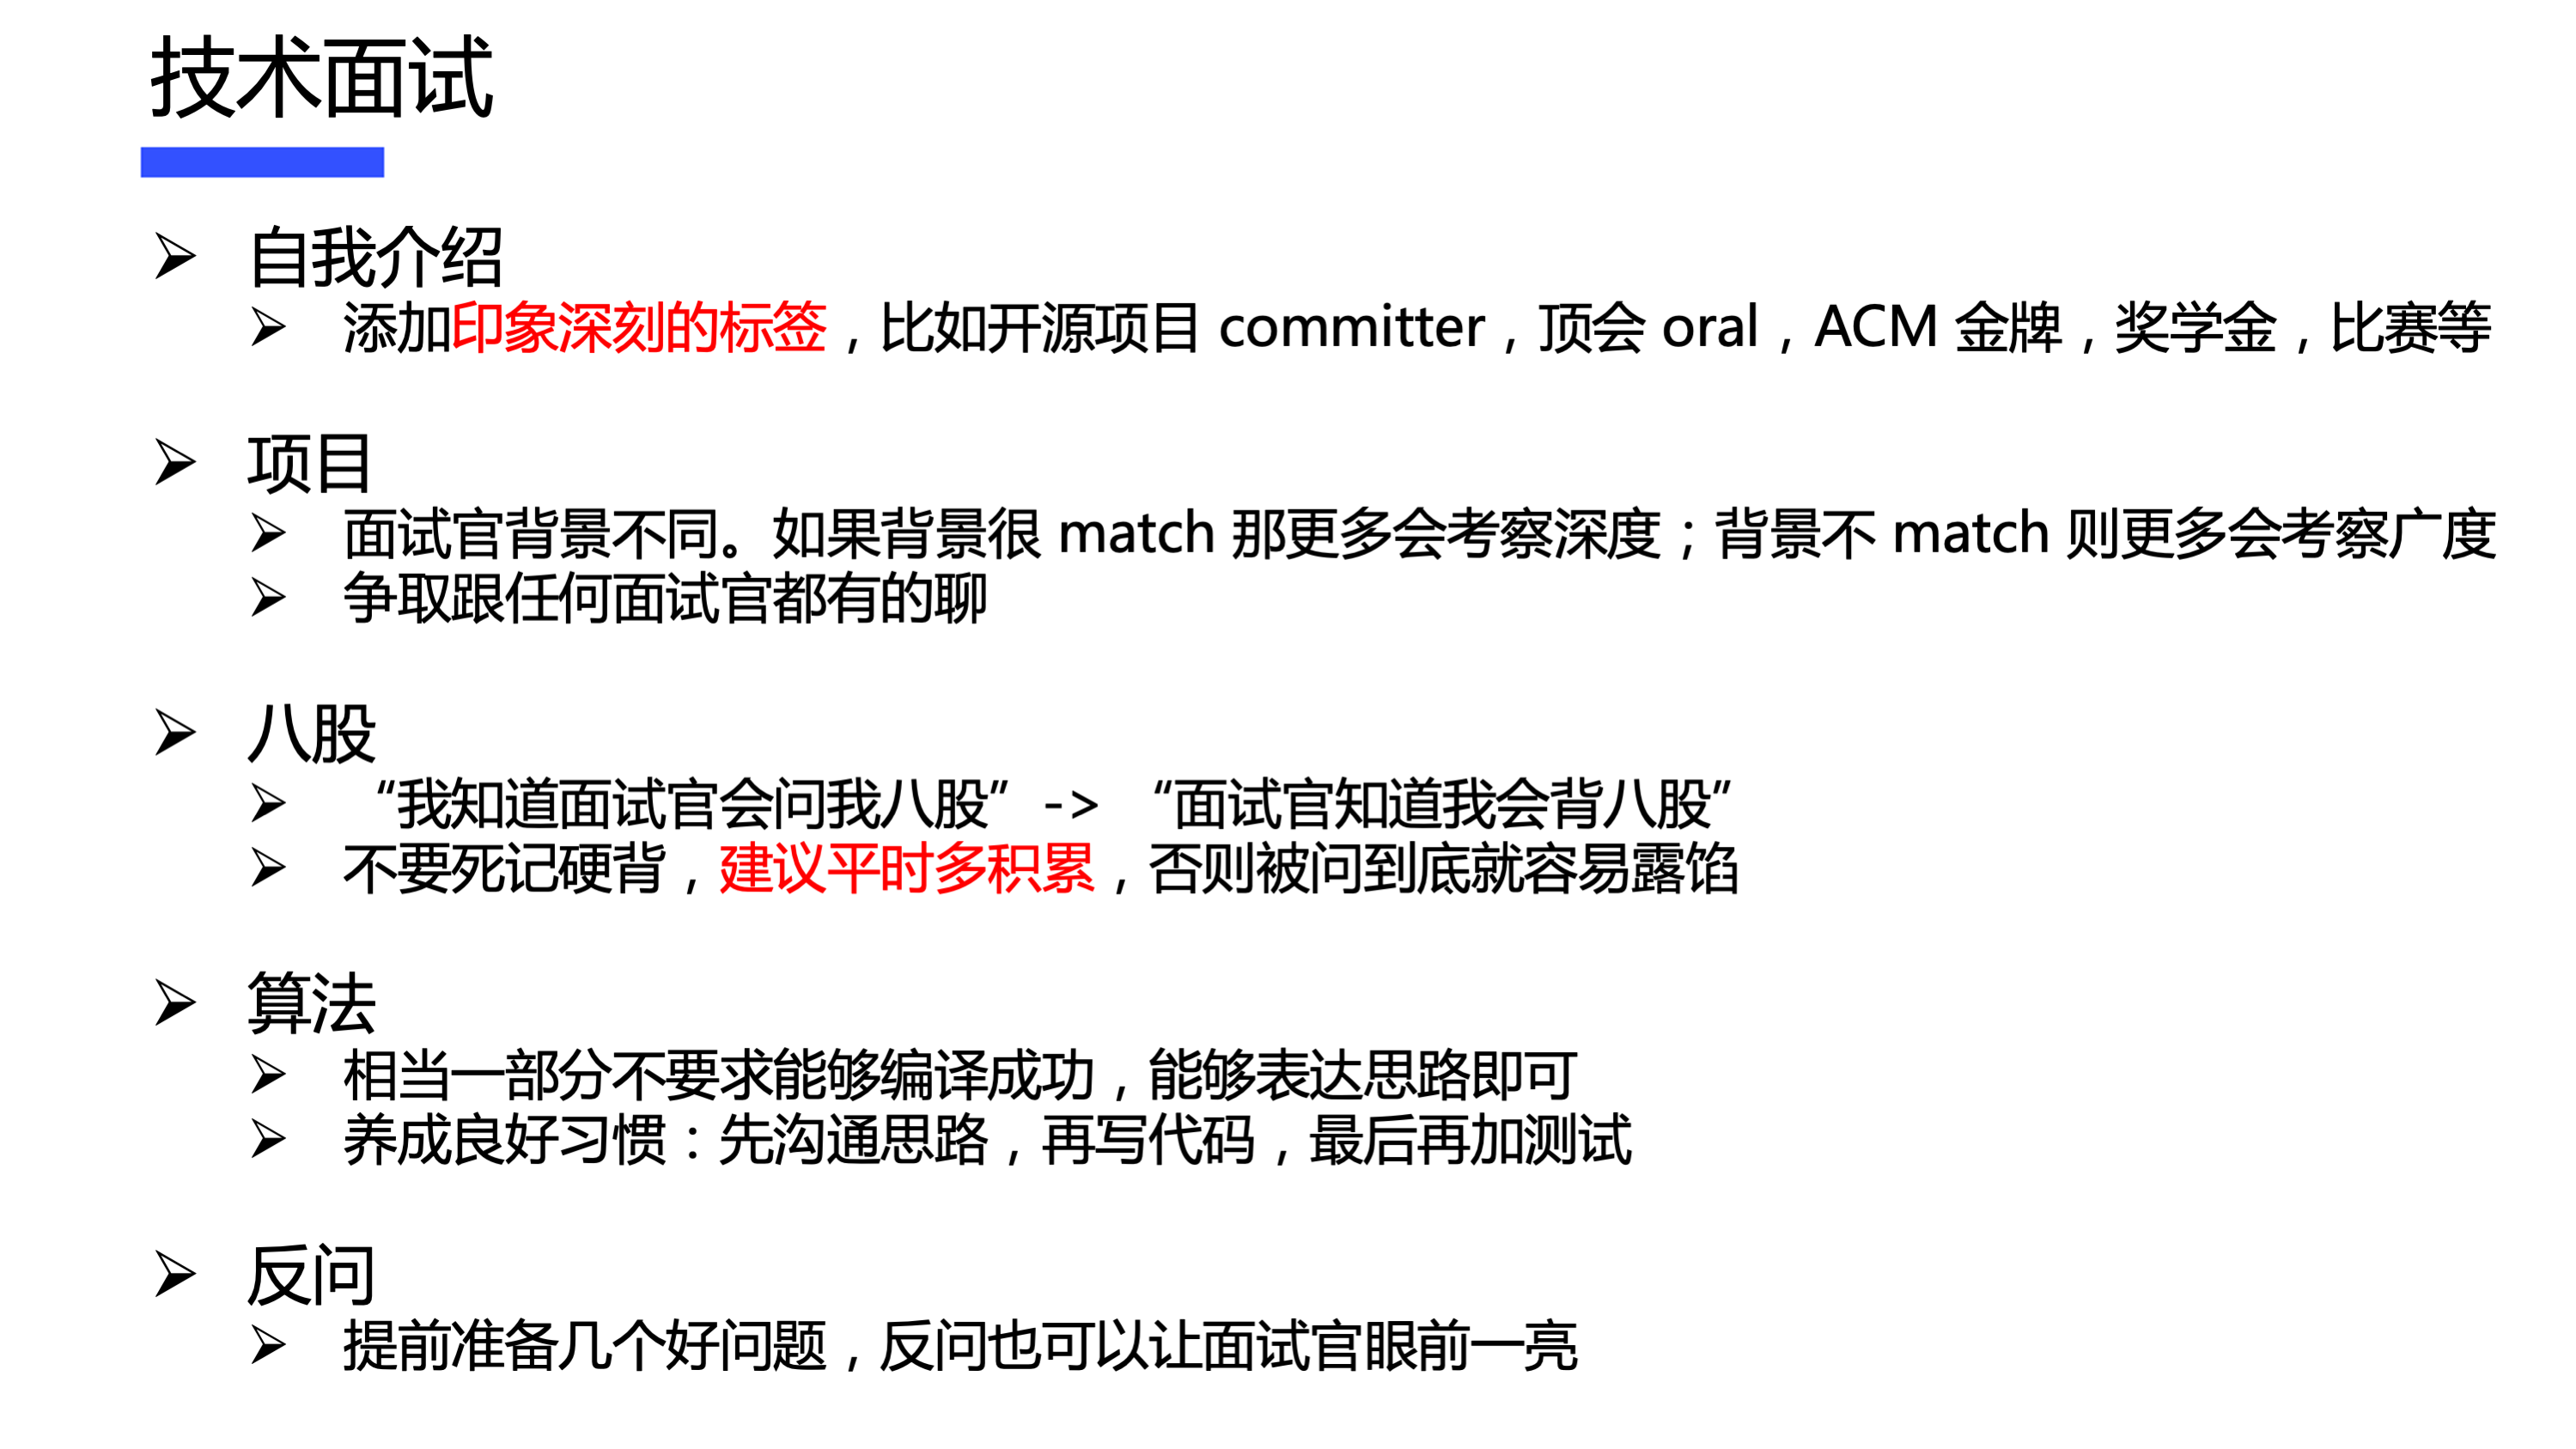 技术面试
自我介绍
添加印象深刻的标签，比如开源项目 committer，顶会 oral，ACM 金牌，奖学金，比赛等
项目
面试官背景不同。如果背景很 match 那更多会考察深度；背景不 match 则更多会考察广度
争取跟任何面试官都有的聊
八股
“我知道面试官会问我八股” -> “面试官知道我会背八股”
不要死记硬背，建议平时多积累，否则被问到底就容易露馅
算法
相当一部分不要求能够编译成功，能够表达思路即可
养成良好习惯：先沟通思路，再写代码，最后再加测试
反问
提前准备几个好问题，反问也可以让面试官眼前一亮